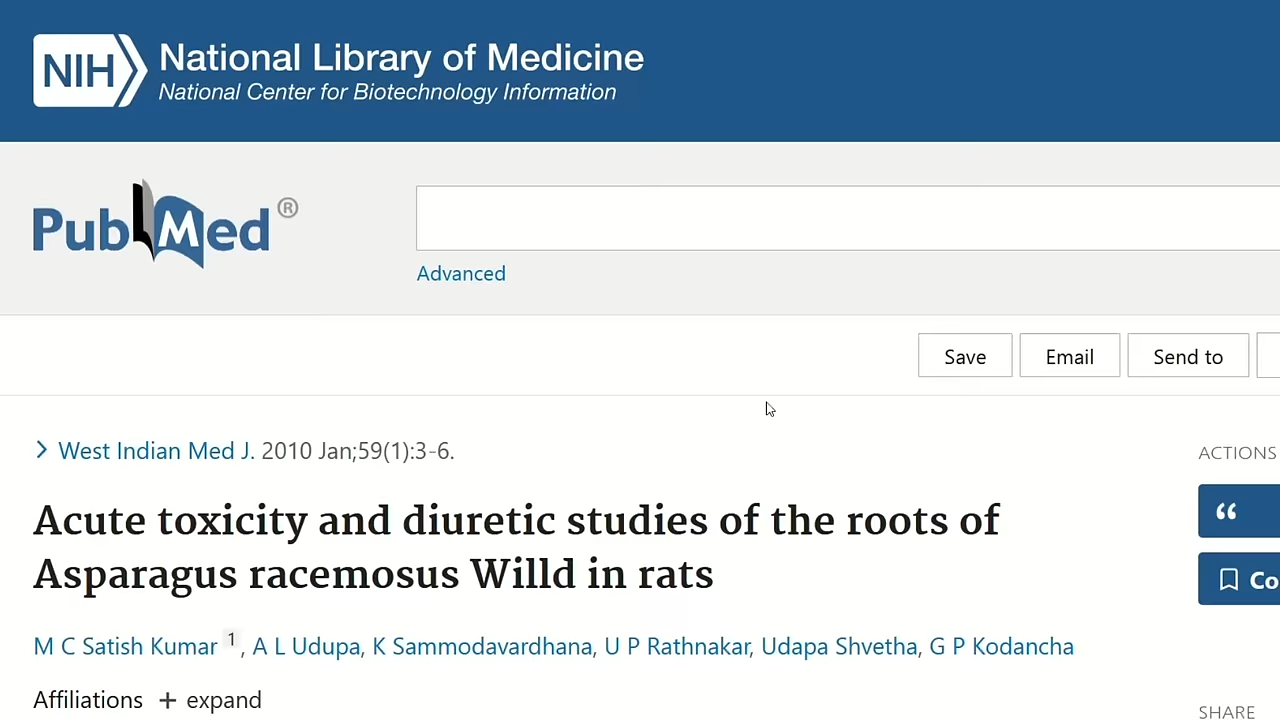 NIH National Library of Medicine
National Center for Biotechnology Information
PubMed®
Advanced
Save Email Send to
West Indian Med J. 2010 Jan;59(1):3-6.
ACTIONS
Acute toxicity and diuretic studies of the roots of
“
Asparagus racemosus Willd in rats
Co
M C Satish Kumar 1, A L Udupa, K Sammodavardhana, U P Rathnakar, Udapa Shvetha, G P Kodancha
Affiliations + expand
SHARE